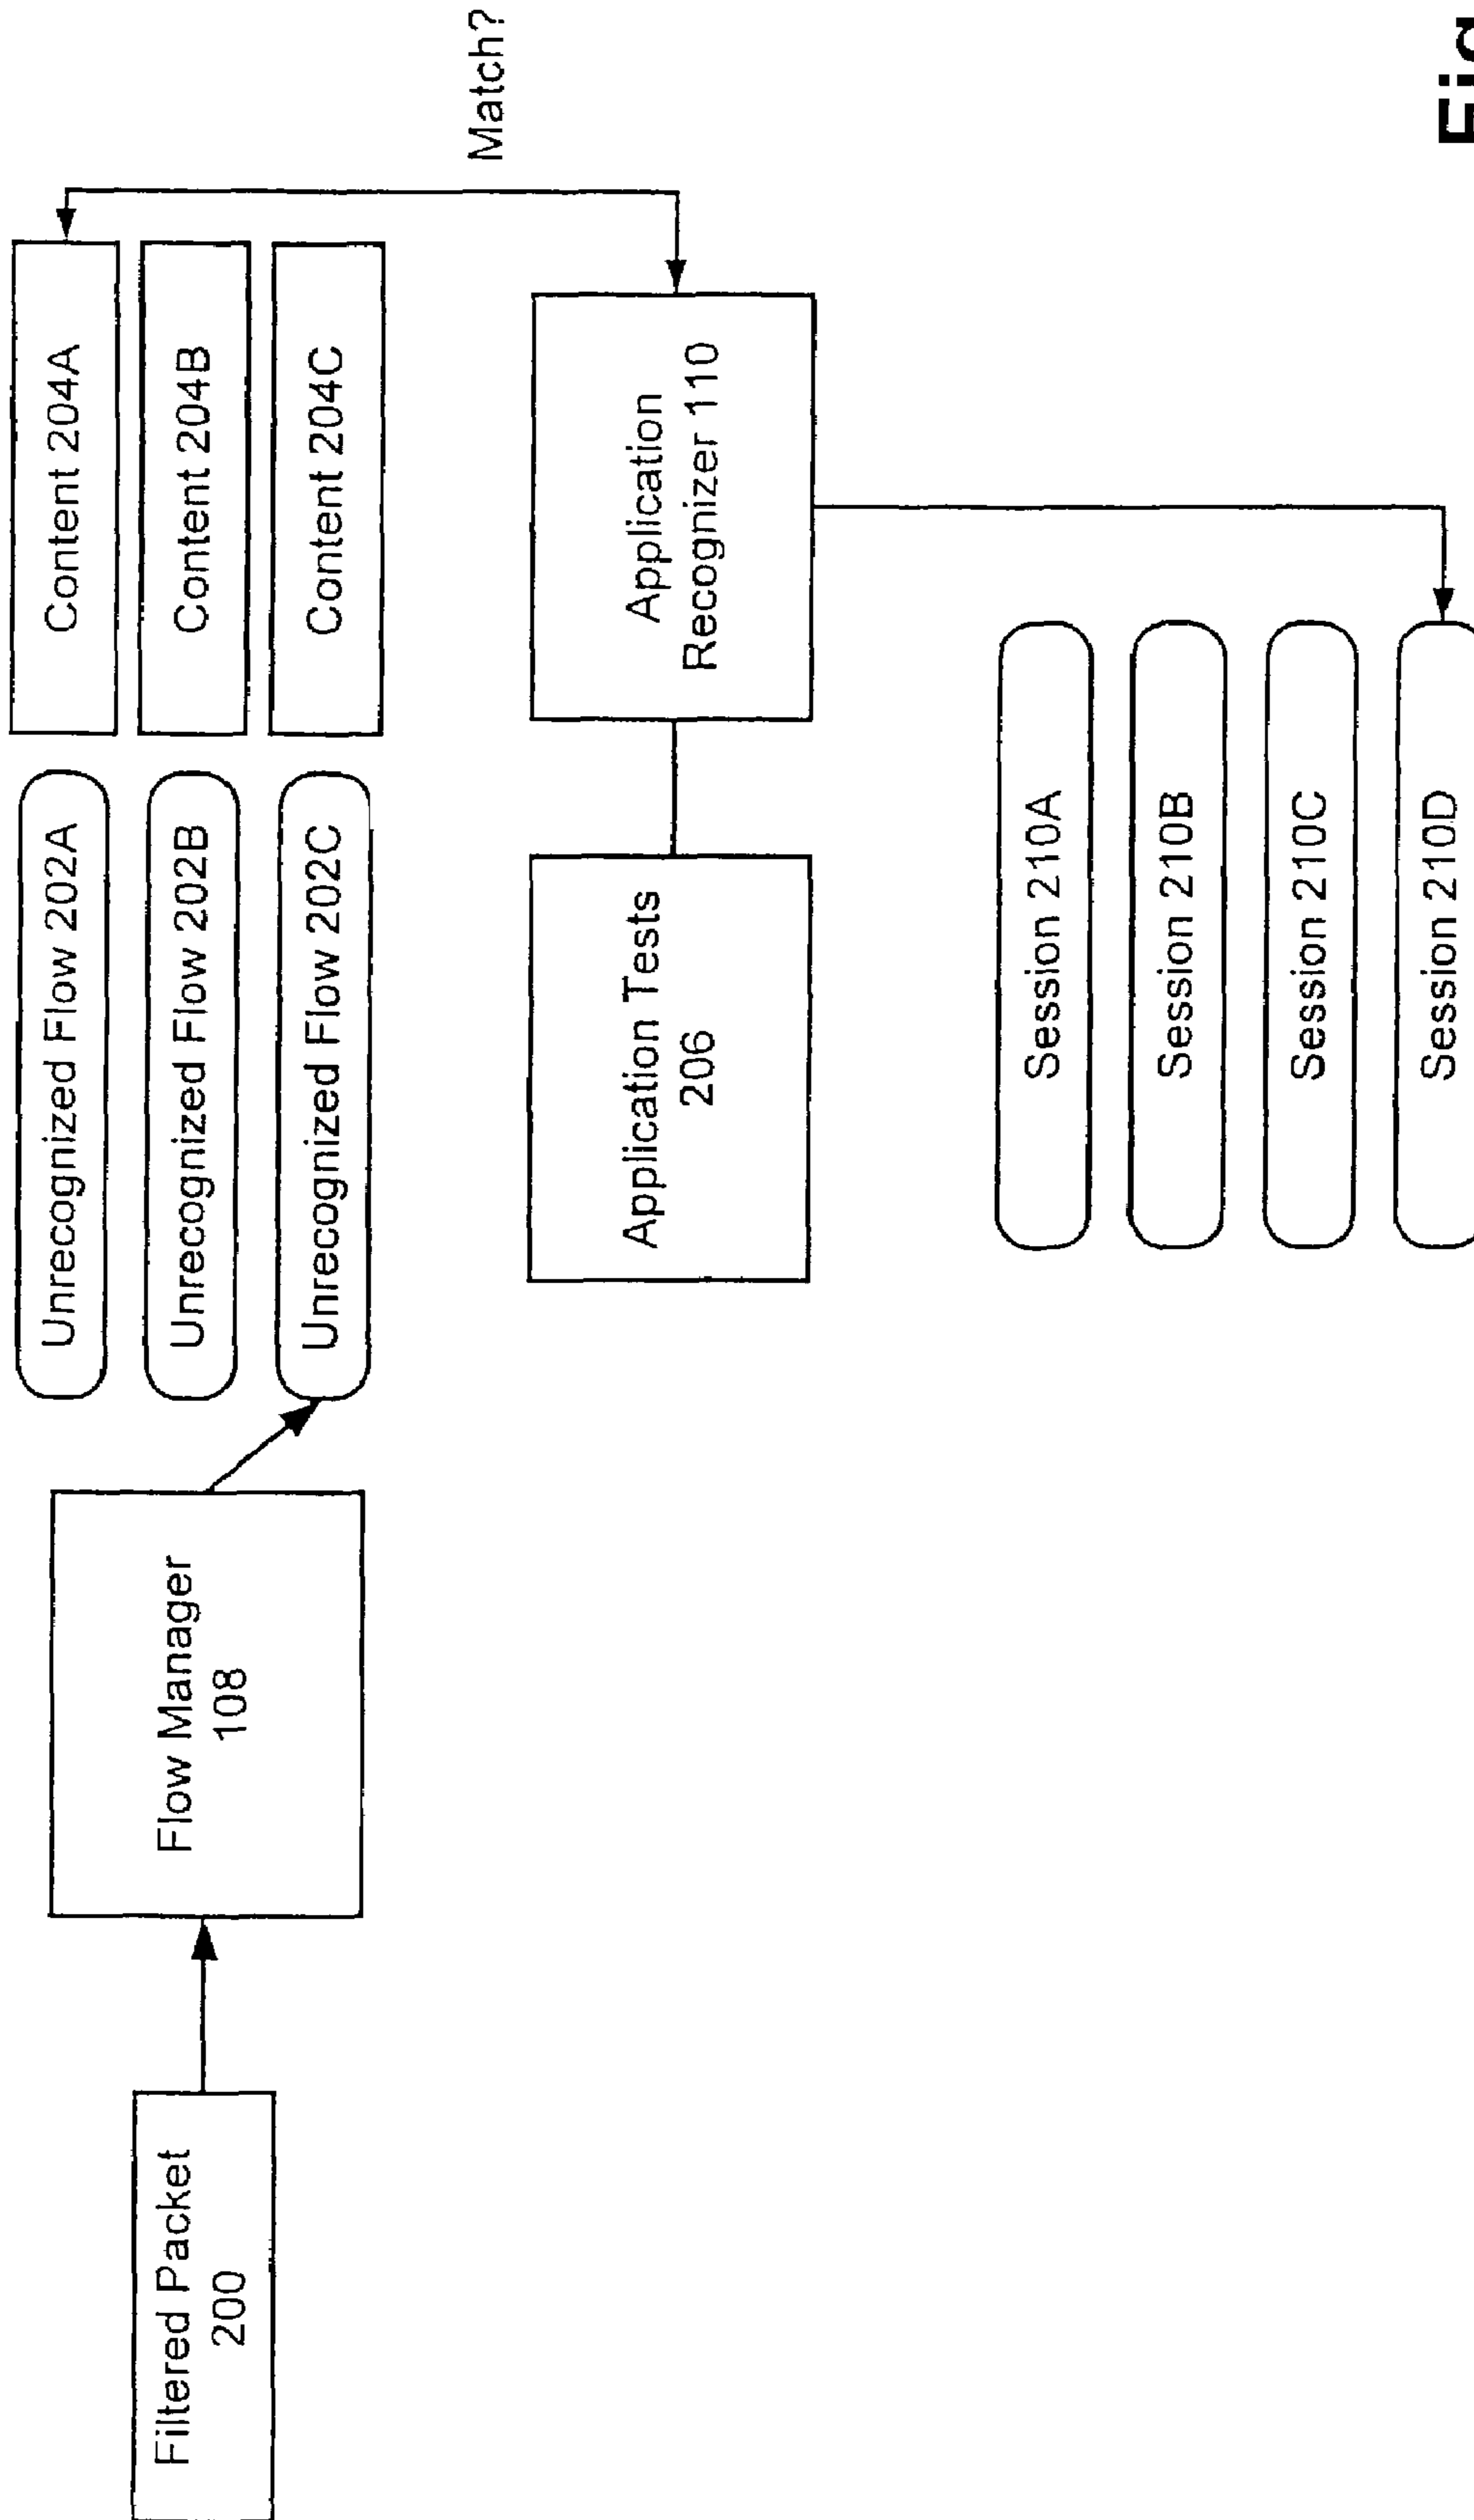 Filtered Packet
200
Flow Manager
108
Unrecognized Flow 202A
Content 204A
Unrecognized Flow 202B
Content 204B
Unrecognized Flow 202C
Content 204C
Match?
Application Tests
206
Application
Recognizer 110
Session 210A
Session 210B
Session 210C
Session 210D